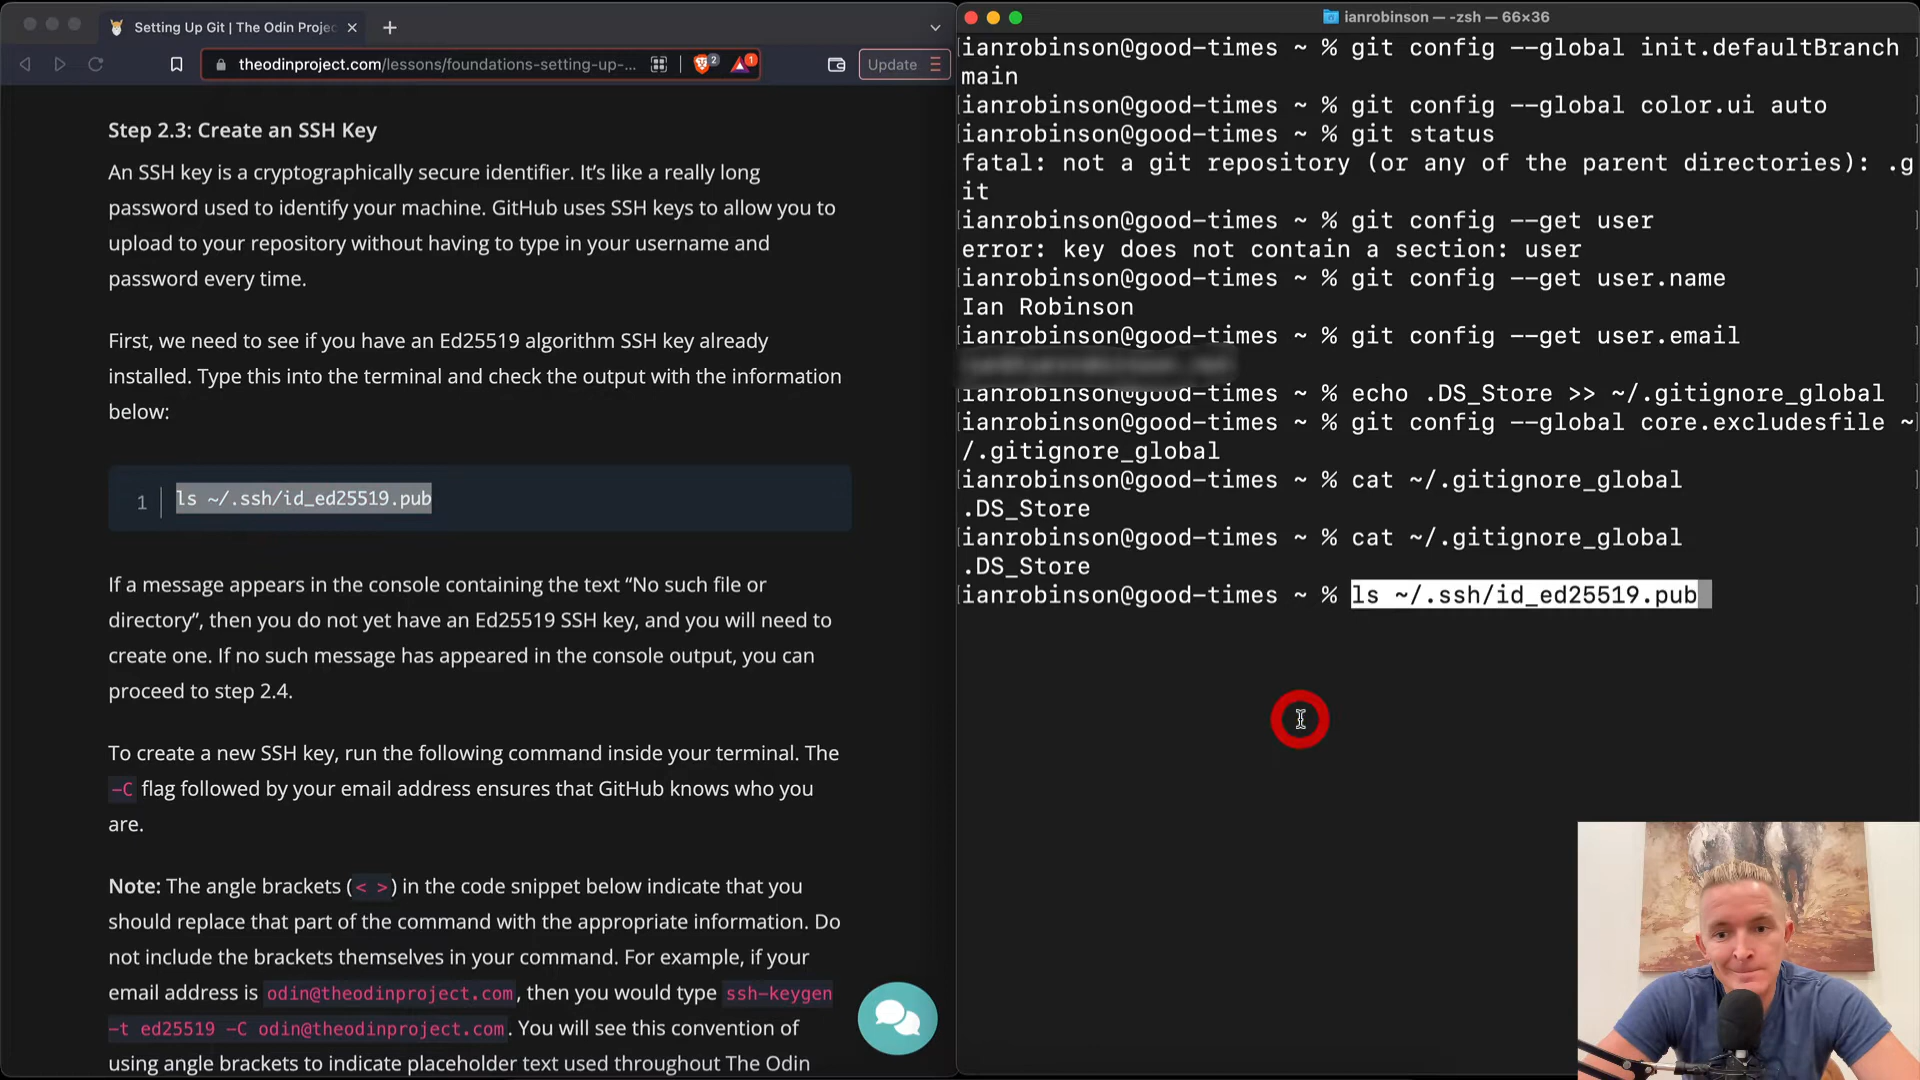 Setting Up Git | The Odin Projec
theodinproject.com/lessons/foundations-setting-up-...
2
1
Update
Step 2.3: Create an SSH Key
An SSH key is a cryptographically secure identifier. It’s like a really long
password used to identify your machine. GitHub uses SSH keys to allow you to
upload to your repository without having to type in your username and
password every time.
First, we need to see if you have an Ed25519 algorithm SSH key already
installed. Type this into the terminal and check the output with the information
below:
1 ls ~/.ssh/id_ed25519.pub
If a message appears in the console containing the text “No such file or
directory”, then you do not yet have an Ed25519 SSH key, and you will need to
create one. If no such message has appeared in the console output, you can
proceed to step 2.4.
To create a new SSH key, run the following command inside your terminal. The
-C flag followed by your email address ensures that GitHub knows who you
are.
Note: The angle brackets (< >) in the code snippet below indicate that you
should replace that part of the command with the appropriate information. Do
not include the brackets themselves in your command. For example, if your
email address is odin@theodinproject.com, then you would type ssh-keygen
-t ed25519 -C odin@theodinproject.com. You will see this convention of
using angle brackets to indicate placeholder text used throughout The Odin
ianrobinson — -zsh — 66×36
ianrobinson@good-times ~ % git config --global init.defaultBranch
main
ianrobinson@good-times ~ % git config --global color.ui auto
ianrobinson@good-times ~ % git status
fatal: not a git repository (or any of the parent directories): .g
it
ianrobinson@good-times ~ % git config --get user
error: key does not contain a section: user
ianrobinson@good-times ~ % git config --get user.name
Ian Robinson
ianrobinson@good-times ~ % git config --get user.email
ianrobinson@good-times ~ % echo .DS_Store >> ~/.gitignore_global
ianrobinson@good-times ~ % git config --global core.excludesfile ~
/.gitignore_global
ianrobinson@good-times ~ % cat ~/.gitignore_global
.DS_Store
ianrobinson@good-times ~ % cat ~/.gitignore_global
.DS_Store
ianrobinson@good-times ~ % ls ~/.ssh/id_ed25519.pub